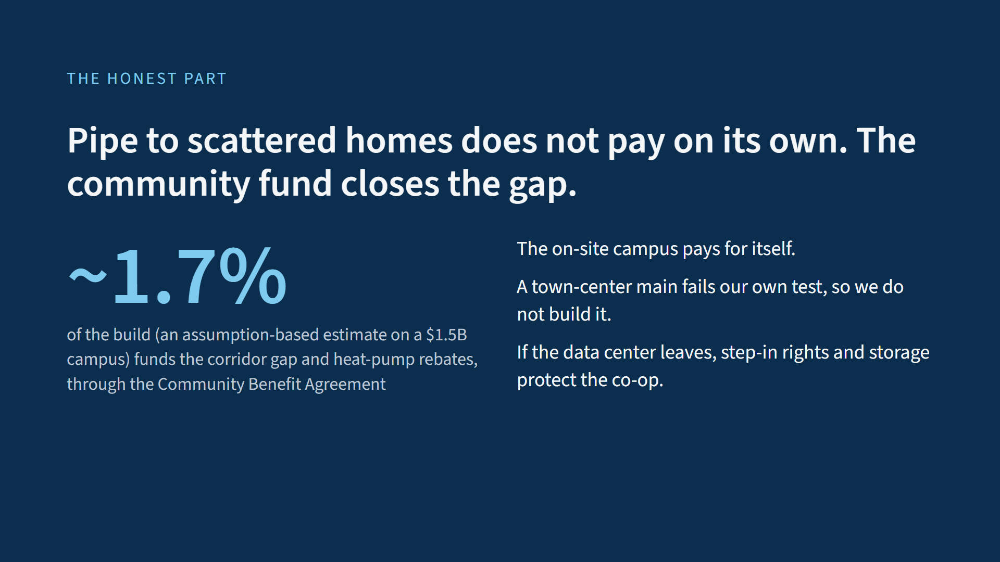 THE HONEST PART
Pipe to scattered homes does not pay on its own. The
community fund closes the gap.
~1.7%
of the build (an assumption-based estimate on a $1.5B
campus) funds the corridor gap and heat-pump rebates,
through the Community Benefit Agreement
The on-site campus pays for itself.
A town-center main fails our own test, so we do
not build it.
If the data center leaves, step-in rights and storage
protect the co-op.